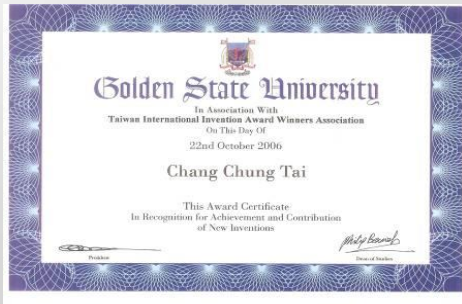 Golden State University
In Association With
Taiwan International Invention Award Winners Association
On This Day Of
22nd October 2006
Chang Chung Tai
This Award Certificate
In Recognition for Achievement and Contribution
of New Inventions
President
Dean of Studies